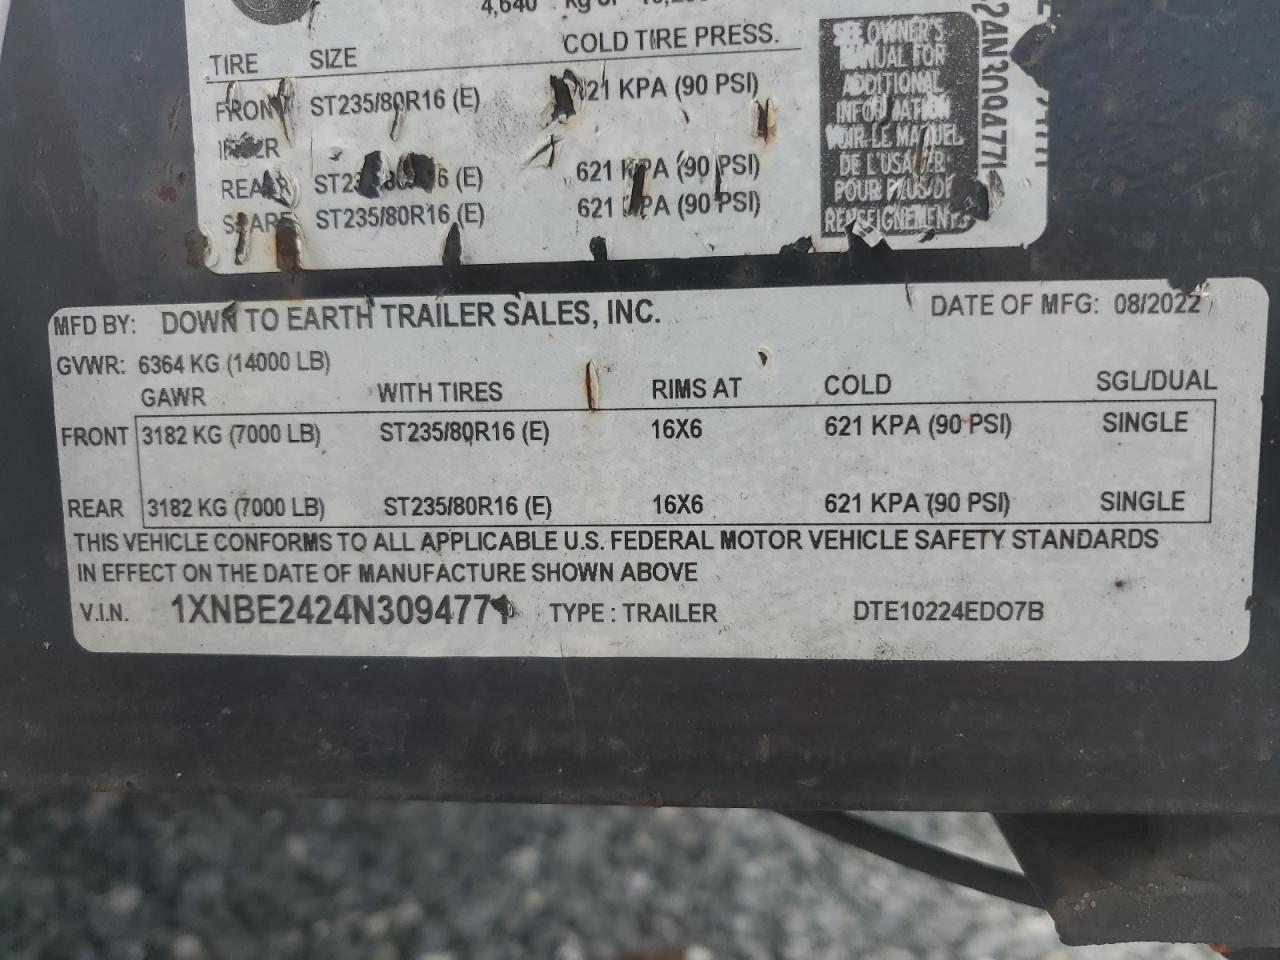 4,640 kg or
TIRE SIZE COLD TIRE PRESS.
FRONT ST235/80R16 (E) 621 KPA (90 PSI)
REAR 6 (E) 621 KPA (90 PSI)
SPARE ST235/80R16 (E) 621 KPA (90 PSI)
SEE OWNER'S
MANUAL FOR
ADDITIONAL
INFORMATION
VOIR LE MANUEL
DE L'USAGER
POUR PLUS DE
RENSEIGNEMENTS
24N309477
MFD BY: DOWN TO EARTH TRAILER SALES, INC. DATE OF MFG: 08/2022
GVWR: 6364 KG (14000 LB)
GAWR WITH TIRES RIMS AT COLD SGL/DUAL
FRONT 3182 KG (7000 LB) ST235/80R16 (E) 16X6 621 KPA (90 PSI) SINGLE
REAR 3182 KG (7000 LB) ST235/80R16 (E) 16X6 621 KPA (90 PSI) SINGLE
THIS VEHICLE CONFORMS TO ALL APPLICABLE U.S. FEDERAL MOTOR VEHICLE SAFETY STANDARDS
IN EFFECT ON THE DATE OF MANUFACTURE SHOWN ABOVE
V.I.N. 1XNBE2424N3094771 TYPE : TRAILER DTE10224EDO7B